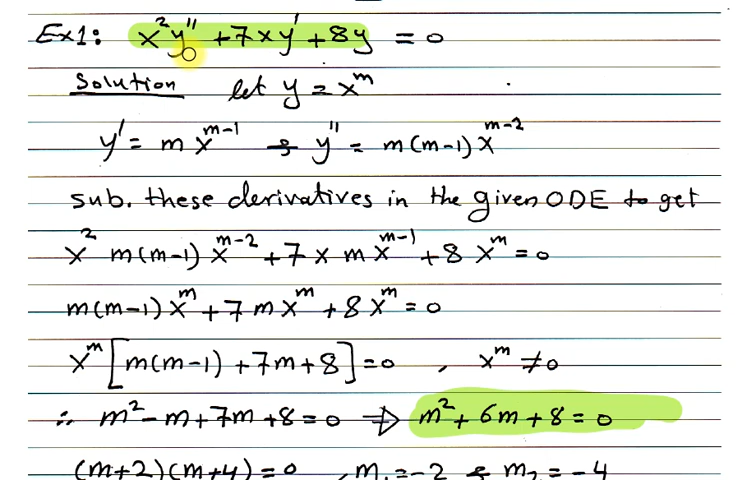 Ex1: x²y'' + 7xy' + 8y = 0
Solution let y = x^m
y' = m x^(m-1) & y'' = m(m-1) x^(m-2)
sub. these derivatives in the given ODE to get
x² m(m-1) x^(m-2) + 7 x m x^(m-1) + 8 x^m = 0
m(m-1) x^m + 7 m x^m + 8 x^m = 0
x^m [m(m-1) + 7m + 8] = 0 , x^m ≠ 0
∴ m² - m + 7m + 8 = 0 ⇒ m² + 6m + 8 = 0
(m+2)(m+4) = 0 , m₁ = -2 & m₂ = -4